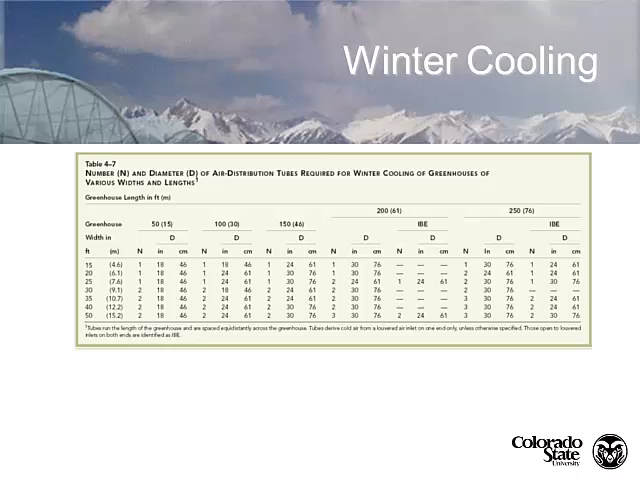 Winter Cooling
Table 4–7
NUMBER (N) AND DIAMETER (D) OF AIR-DISTRIBUTION TUBES REQUIRED FOR WINTER COOLING OF GREENHOUSES OF
VARIOUS WIDTHS AND LENGTHS¹
Greenhouse Length in ft (m)
200 (61) 250 (76)
Greenhouse 50 (15) 100 (30) 150 (46) IBE IBE
Width in D D D D D D D
ft (m) N in cm N in cm N in cm N in cm N in cm N In cm N in cm
15 (4.6) 1 18 46 1 18 46 1 24 61 1 30 76 — — — 1 30 76 1 24 61
20 (6.1) 1 18 46 1 24 61 1 30 76 1 30 76 — — — 2 24 61 1 24 61
25 (7.6) 1 18 46 1 24 61 1 30 76 2 24 61 1 24 61 2 30 76 1 30 76
30 (9.1) 2 18 46 2 18 46 2 24 61 2 30 76 — — — 2 30 76 — — —
35 (10.7) 2 18 46 2 24 61 2 24 61 2 30 76 — — — 3 30 76 2 24 61
40 (12.2) 2 18 46 2 24 61 2 30 76 2 30 76 — — — 3 30 76 2 24 61
50 (15.2) 2 18 46 2 24 61 2 30 76 3 30 76 2 24 61 3 30 76 2 30 76
¹Tubes run the length of the greenhouse and are spaced equidistantly across the greenhouse. Tubes derive cold air from a louvered air inlet on one end only, unless otherwise specified. Those open to louvered
inlets on both ends are identified as IBE.
Colorado
State
University